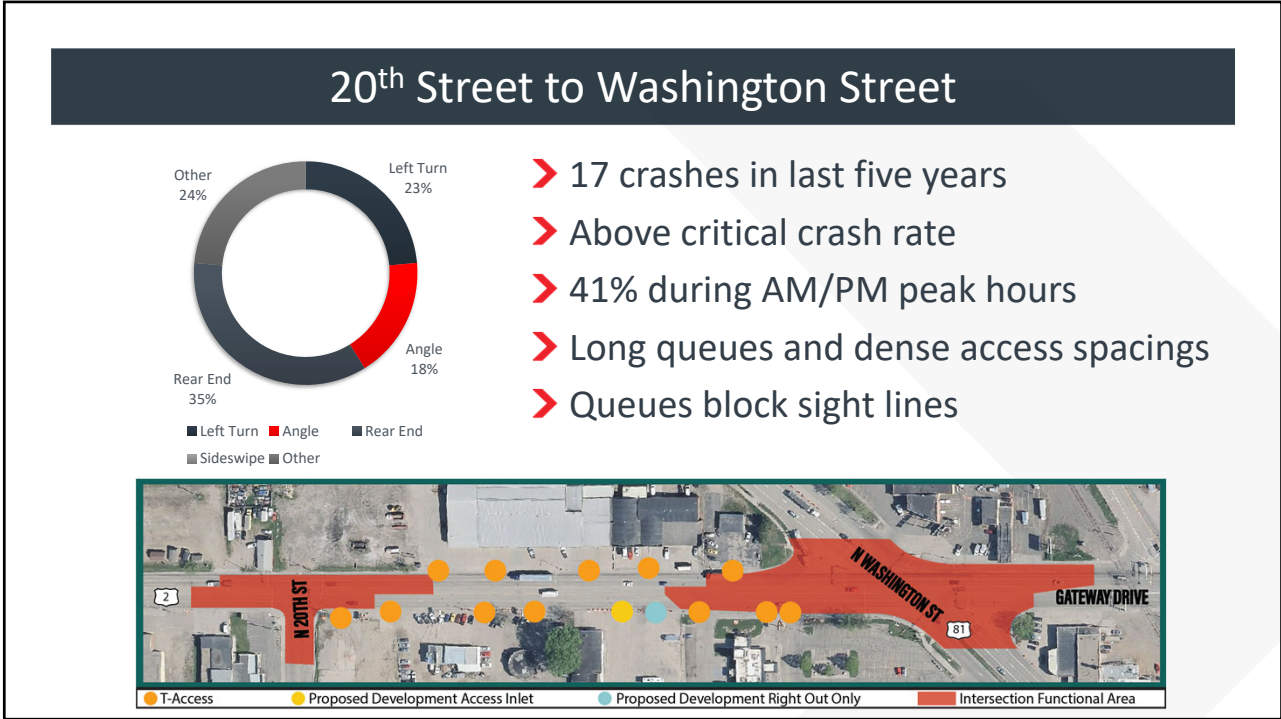 20th Street to Washington Street
Other
24%
Left Turn
23%
Angle
18%
Rear End
35%
Left Turn Angle Rear End
Sideswipe Other
17 crashes in last five years
Above critical crash rate
41% during AM/PM peak hours
Long queues and dense access spacings
Queues block sight lines
2
N 20TH ST
N WASHINGTON ST
81
GATEWAY DRIVE
T-Access Proposed Development Access Inlet Proposed Development Right Out Only Intersection Functional Area